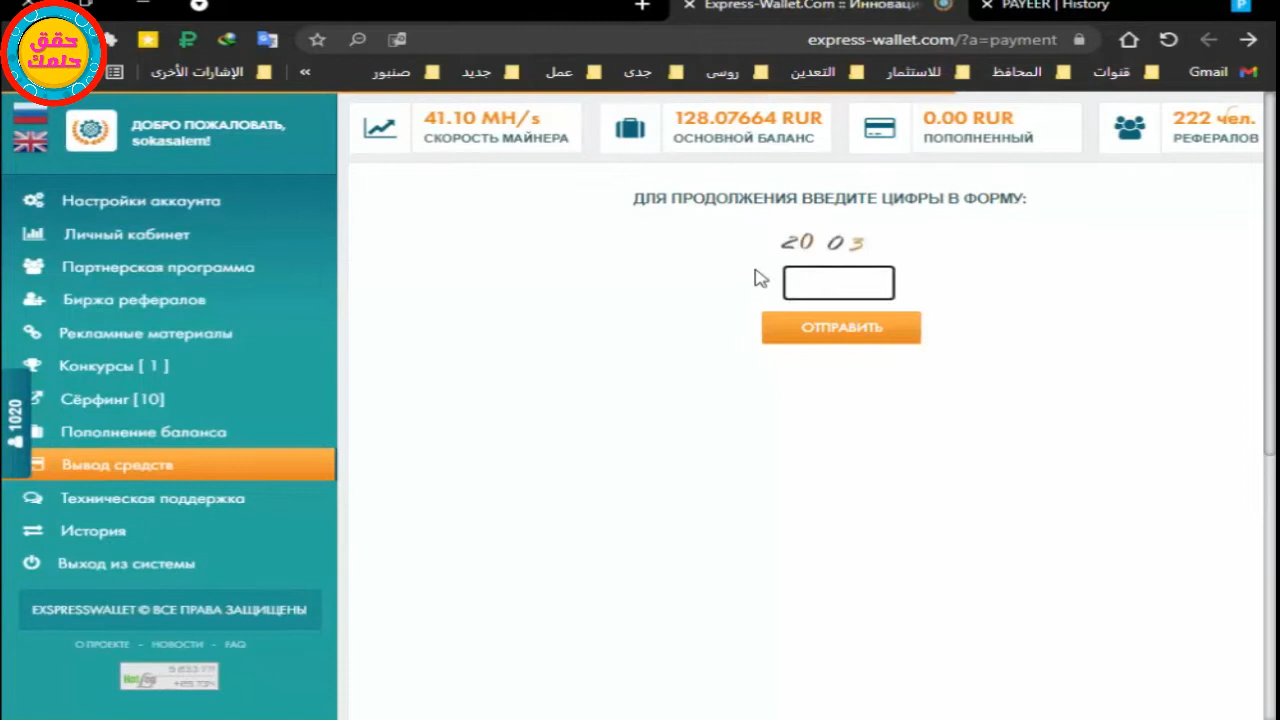 Express-Wallet.Com :: Инноваци
PAYEER | History
express-wallet.com/?a=payment
الإشارات الأخرى
»
صنبور
جديد
عمل
جدى
روسى
التعدين
للاستثمار
المحافظ
قنوات
Gmail
حقق
حلمك
ДОБРО ПОЖАЛОВАТЬ,
sokasalem!
41.10 MH/s
СКОРОСТЬ МАЙНЕРА
128.07664 RUR
ОСНОВНОЙ БАЛАНС
0.00 RUR
ПОПОЛНЕННЫЙ
222 чел.
РЕФЕРАЛОВ
Настройки аккаунта
Личный кабинет
Партнерская программа
Биржа рефералов
Рекламные материалы
Конкурсы [ 1 ]
Сёрфинг [10]
Пополнение баланса
Вывод средств
Техническая поддержка
История
Выход из системы
1020
EXSPRESSWALLET © ВСЕ ПРАВА ЗАЩИЩЕНЫ
О ПРОЕКТЕ - НОВОСТИ - FAQ
ДЛЯ ПРОДОЛЖЕНИЯ ВВЕДИТЕ ЦИФРЫ В ФОРМУ:
20 03
ОТПРАВИТЬ